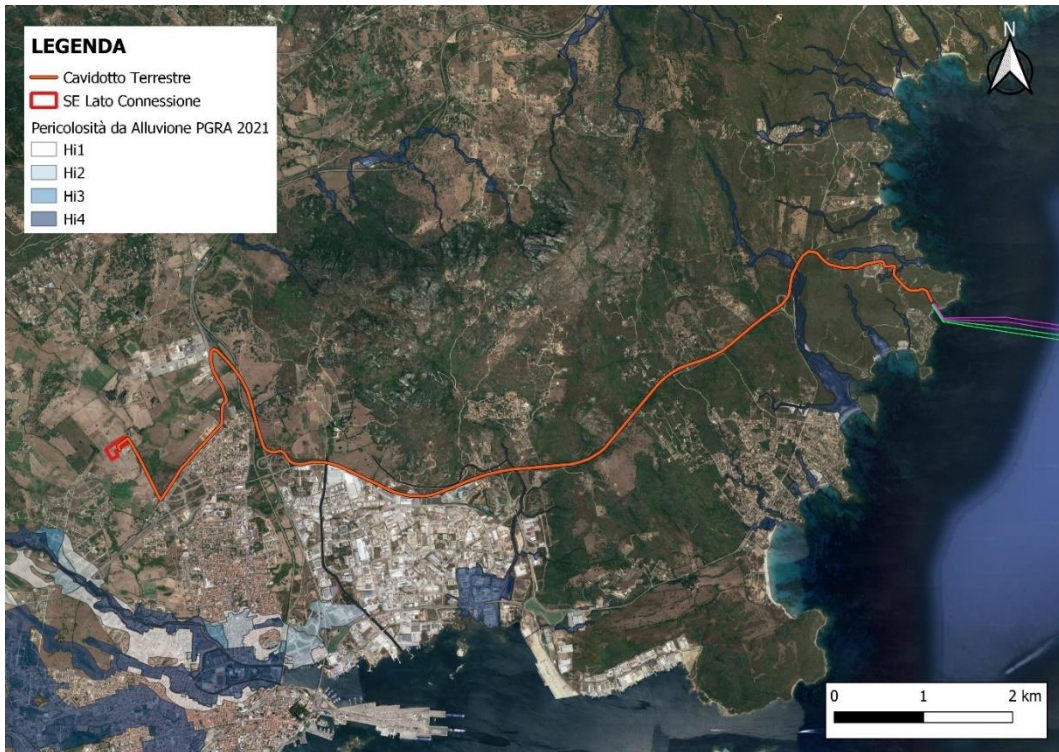 LEGENDA
Cavidotto Terrestre
SE Lato Connessione
Pericolosità da Alluvione PGRA 2021
Hi1
Hi2
Hi3
Hi4
N
0 1 2 km